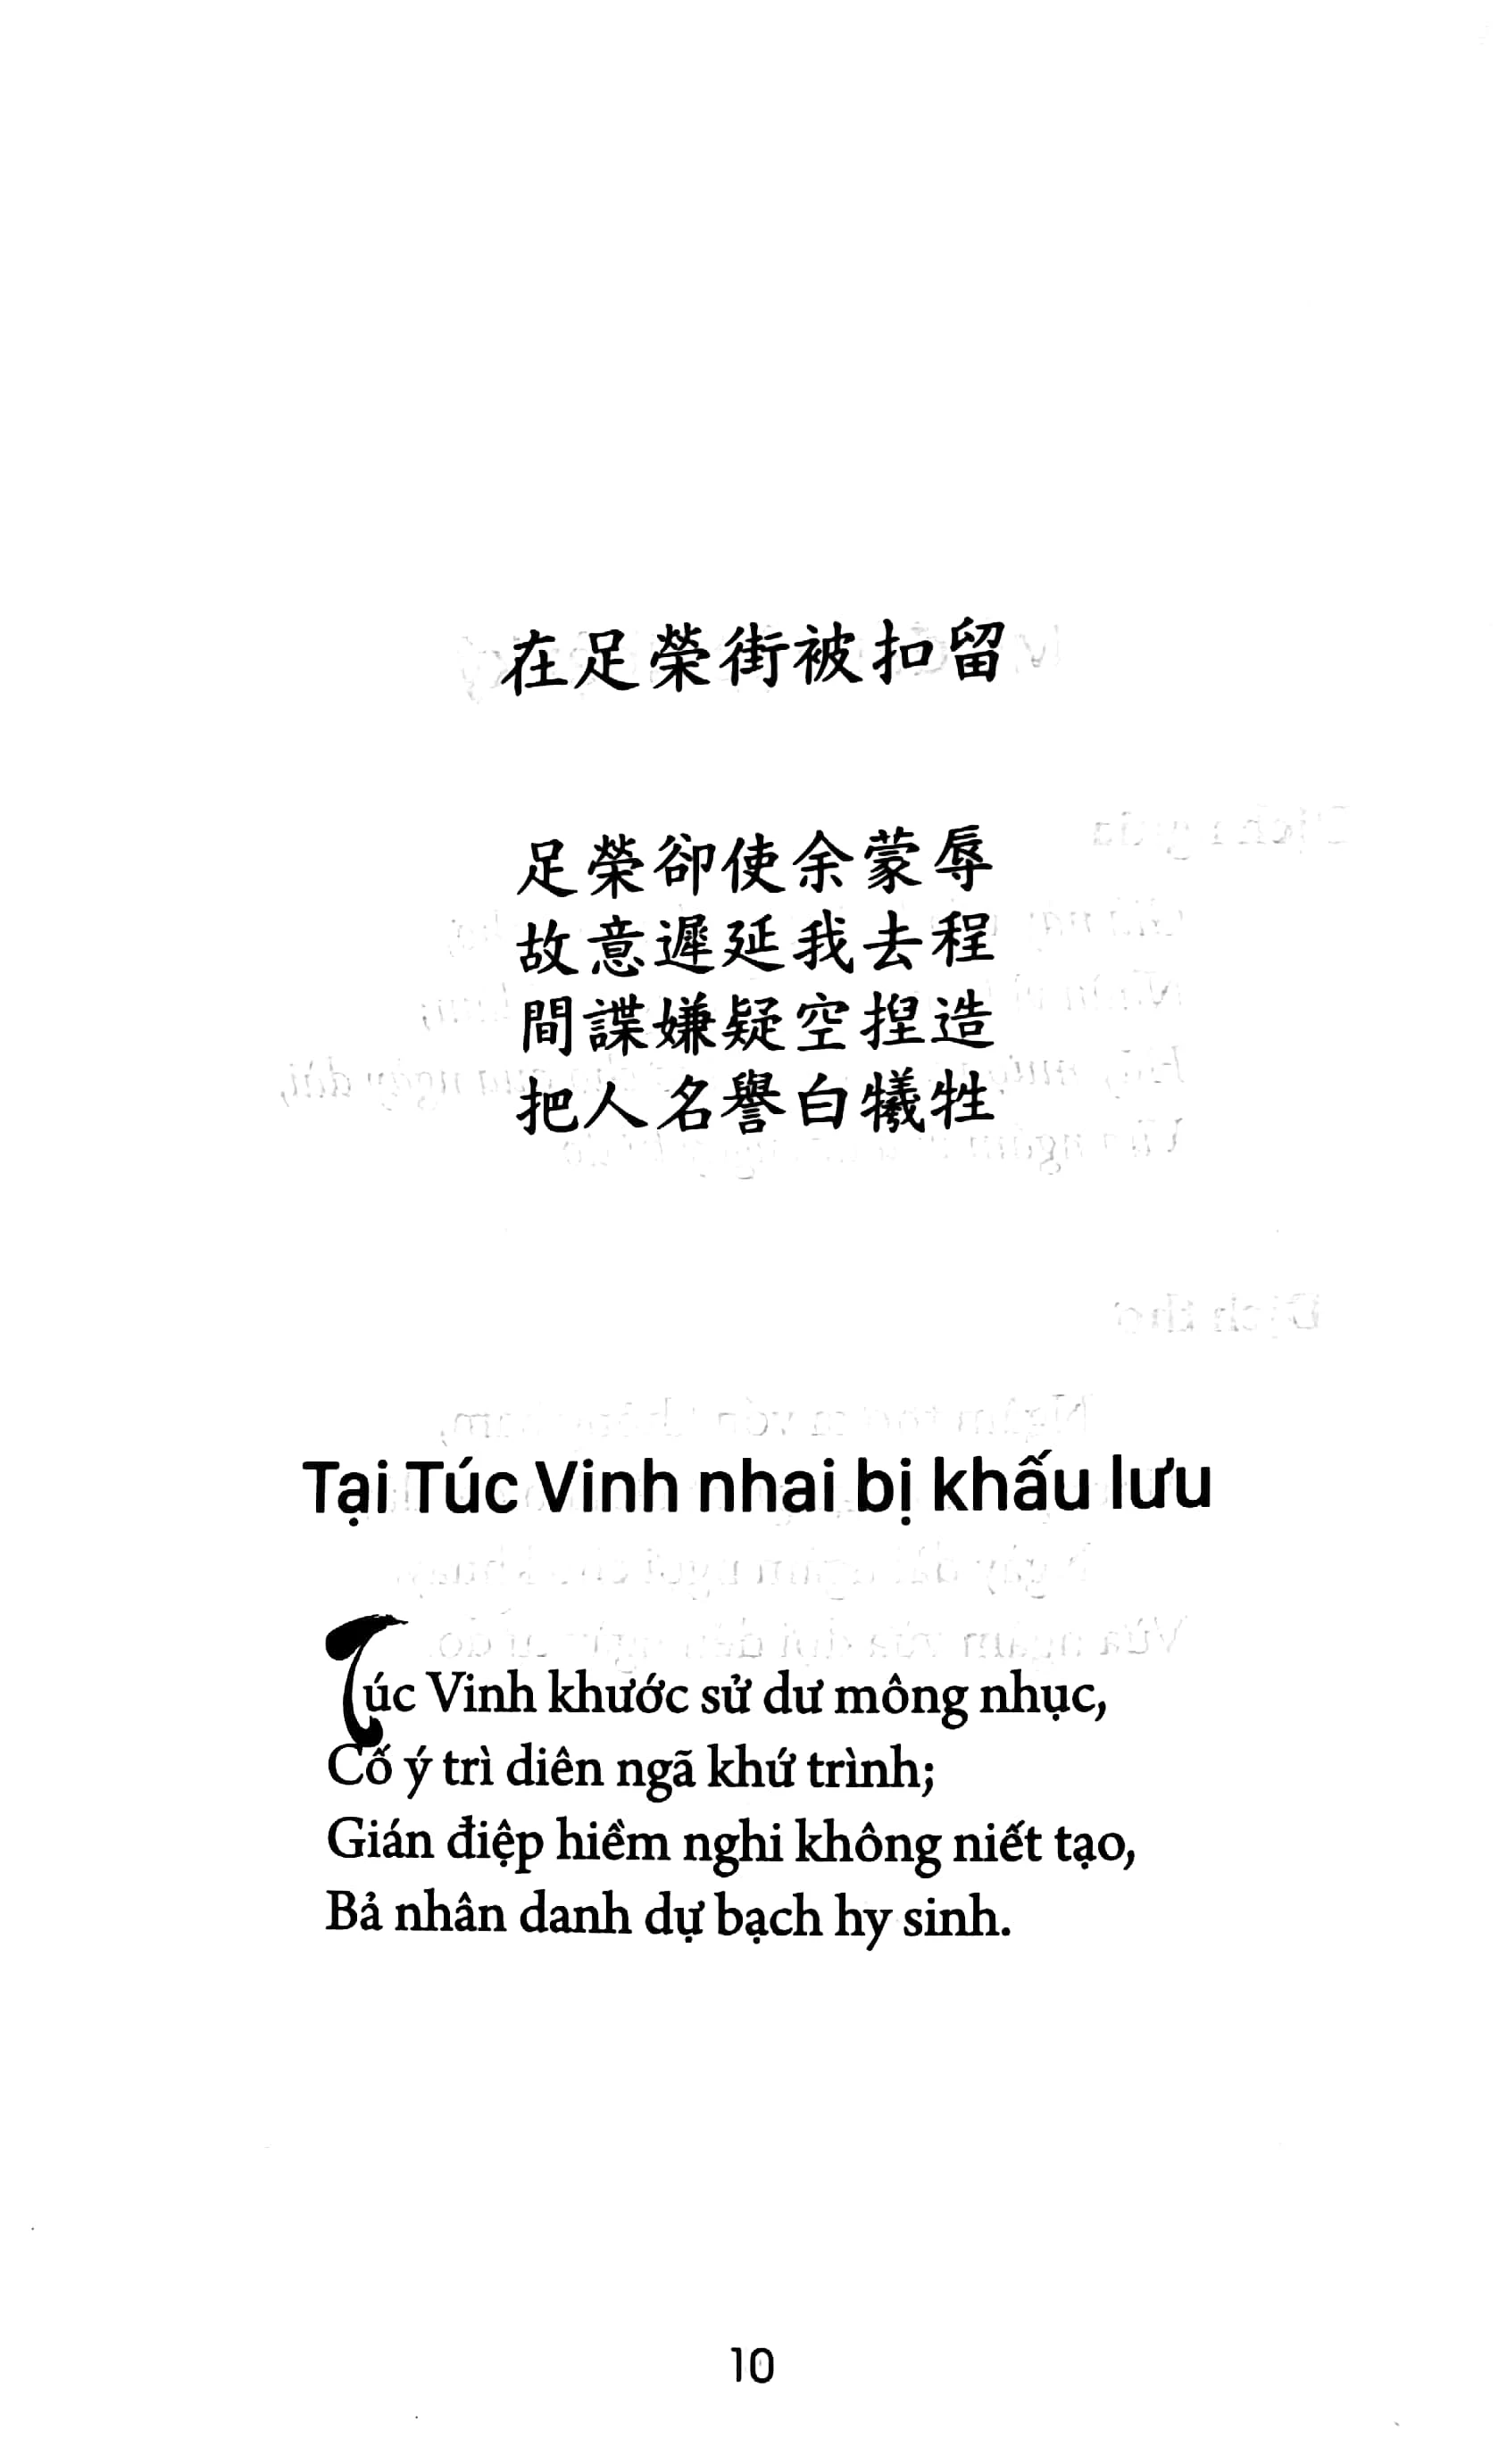 在足榮街被扣留
足榮卻使余蒙辱
故意遲延我去程
間諜嫌疑空捏造
把人名譽白犧牲
Tại Túc Vinh nhai bị khấu lưu
Túc Vinh khước sử dư mông nhục,
Cố ý trì diên ngã khứ trình;
Gián điệp hiềm nghi không niết tạo,
Bả nhân danh dự bạch hy sinh.
10